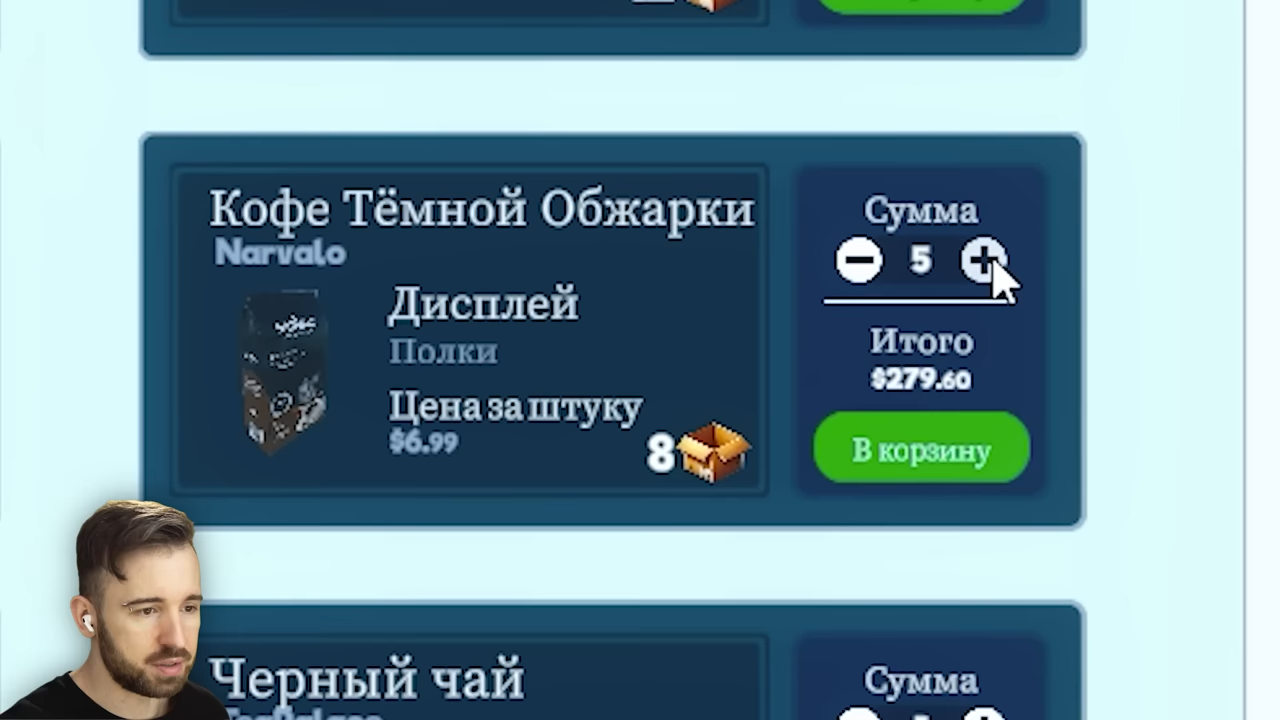 Кофе Тёмной Обжарки
Narvalo
Дисплей
Полки
Цена за штуку
$6.99
8
Сумма
5
Итого
$279.60
В корзину
Черный чай
Сумма